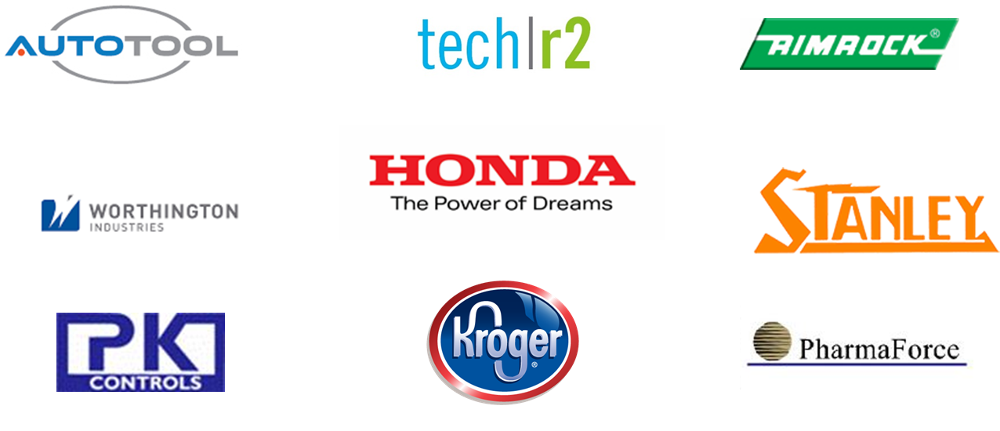 AUTOTOOL
tech|r2
RIMROCK®
WORTHINGTON
INDUSTRIES
HONDA
The Power of Dreams
STANLEY
PK
CONTROLS
Kroger®
PharmaForce